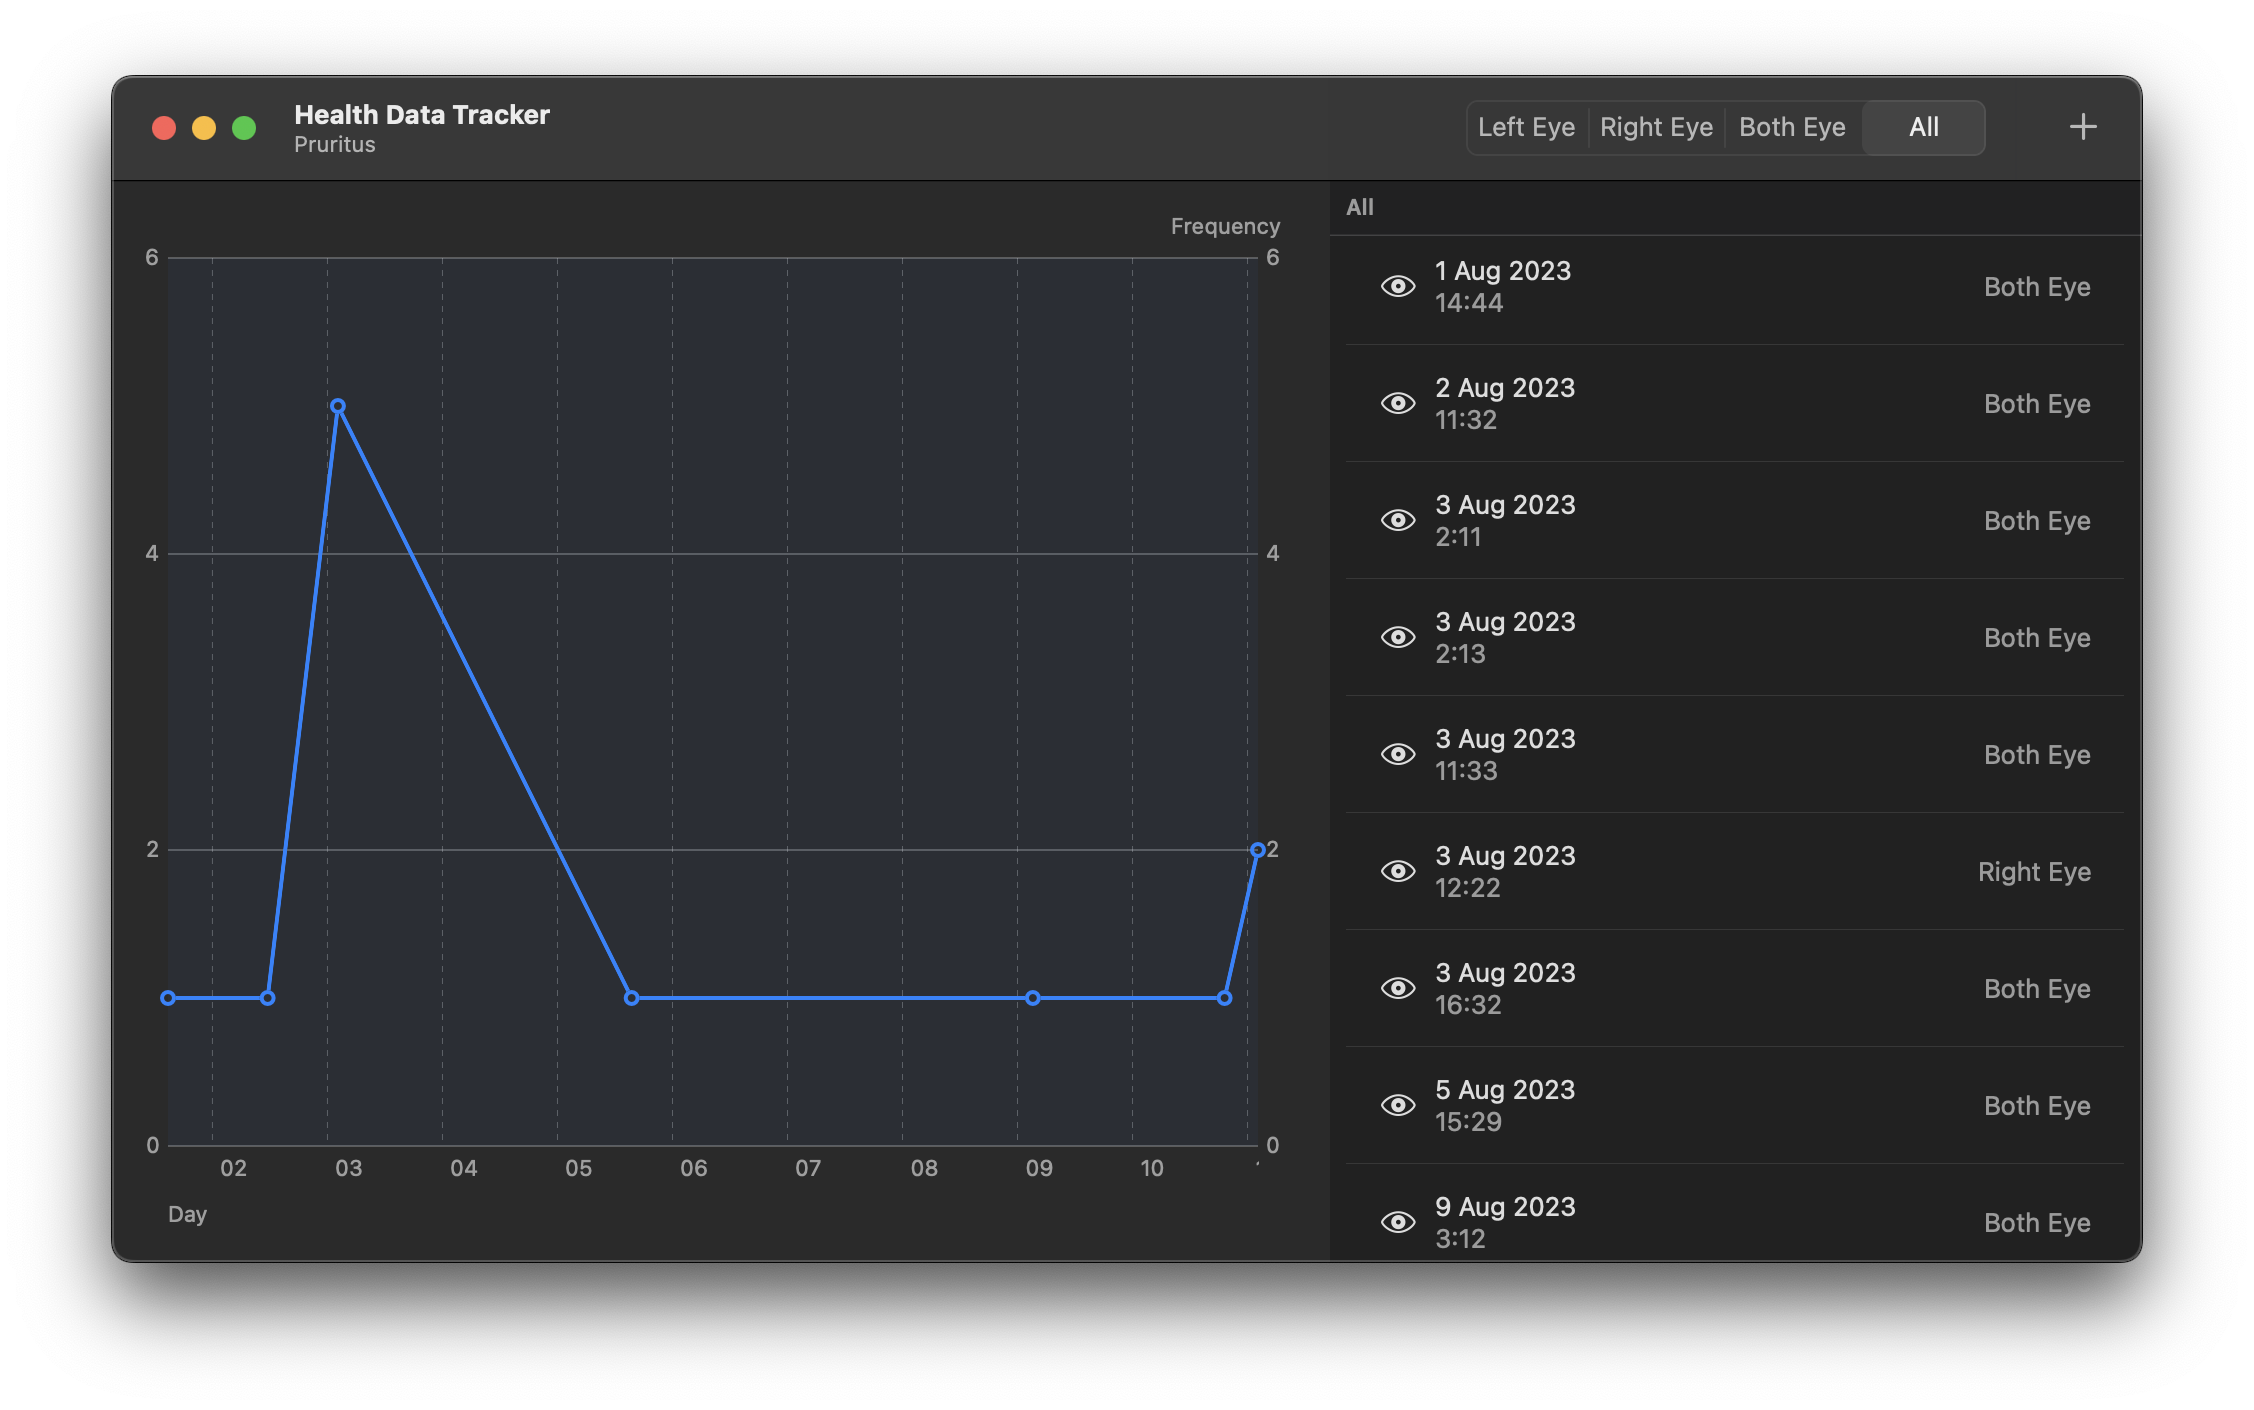 Health Data Tracker
Pruritus
Left Eye
Right Eye
Both Eye
All
Frequency
6
6
4
4
2
2
0
0
02
03
04
05
06
07
08
09
10
Day
All
1 Aug 2023
14:44
Both Eye
2 Aug 2023
11:32
Both Eye
3 Aug 2023
2:11
Both Eye
3 Aug 2023
2:13
Both Eye
3 Aug 2023
11:33
Both Eye
3 Aug 2023
12:22
Right Eye
3 Aug 2023
16:32
Both Eye
5 Aug 2023
15:29
Both Eye
9 Aug 2023
3:12
Both Eye